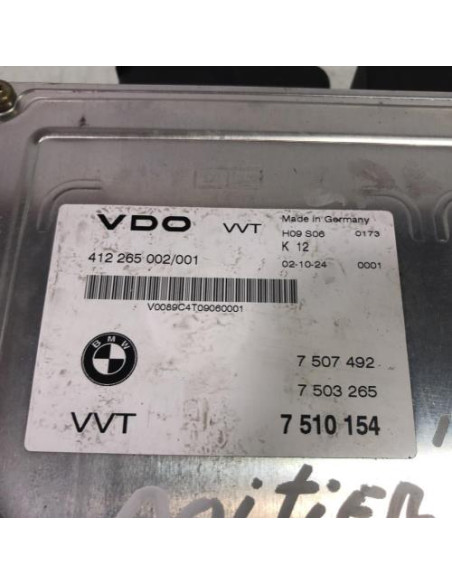 VDO VVT Made in Germany
H09 S06 0173
K 12
412 265 002/001 02-10-24 0001
V0089C4T09060001
BMW
7 507 492
7 503 265
VVT 7 510 154